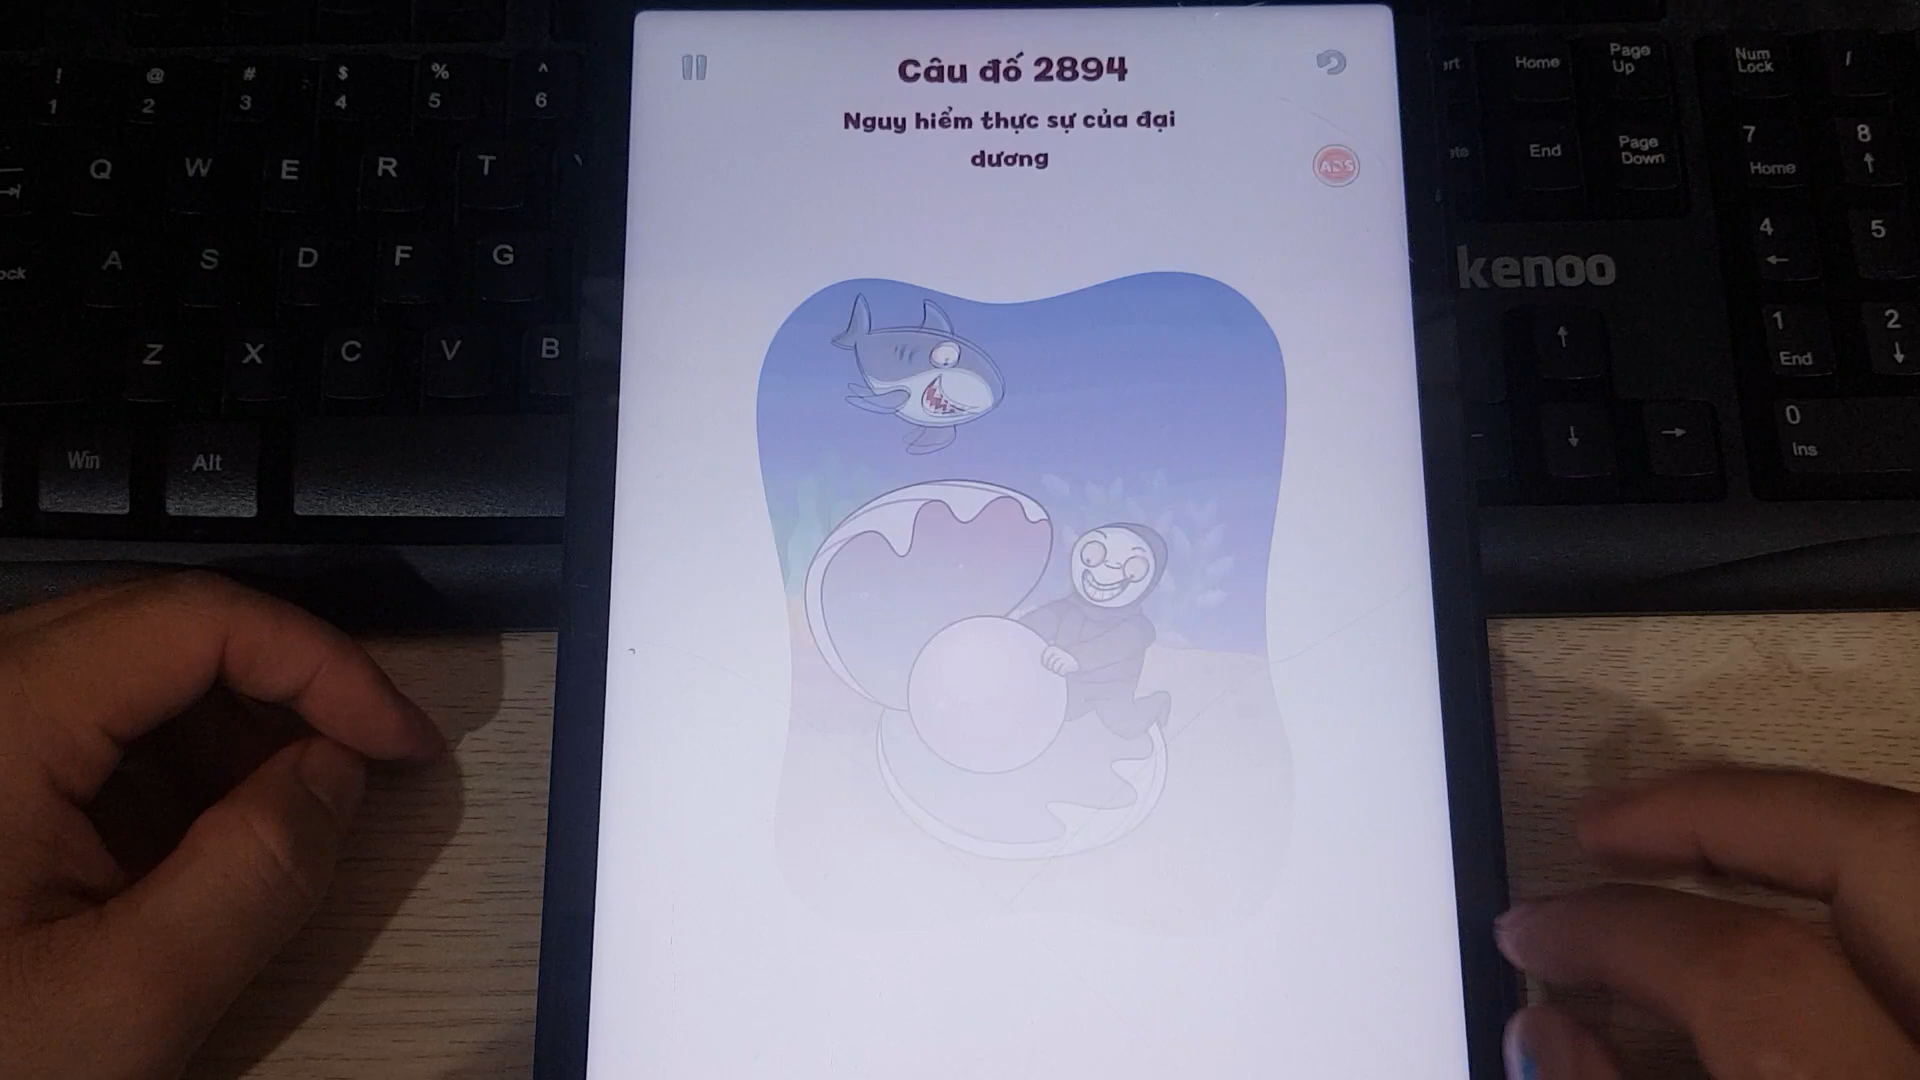 Câu đố 2894
Nguy hiểm thực sự của đại
dương
ADS
! @ # $ % ^
1 2 3 4 5 6
Q W E R T
A S D F G
Z X C V B
Win Alt
Home Page Up
End Page Down
Num Lock /
7 Home 8
4 5
1 End 2
0 Ins
kenoo